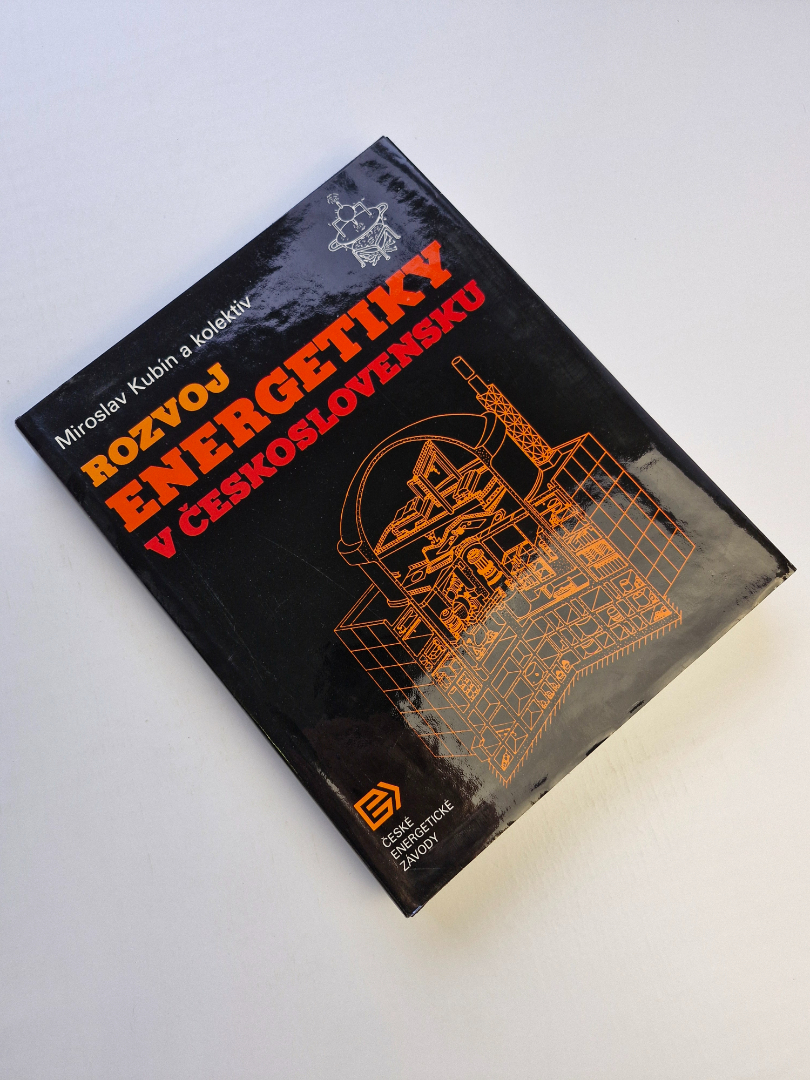 Miroslav Kubín a kolektiv
ROZVOJ
ENERGETIKY
V ČESKOSLOVENSKU
ČESKÉ
ENERGETICKÉ
ZÁVODY